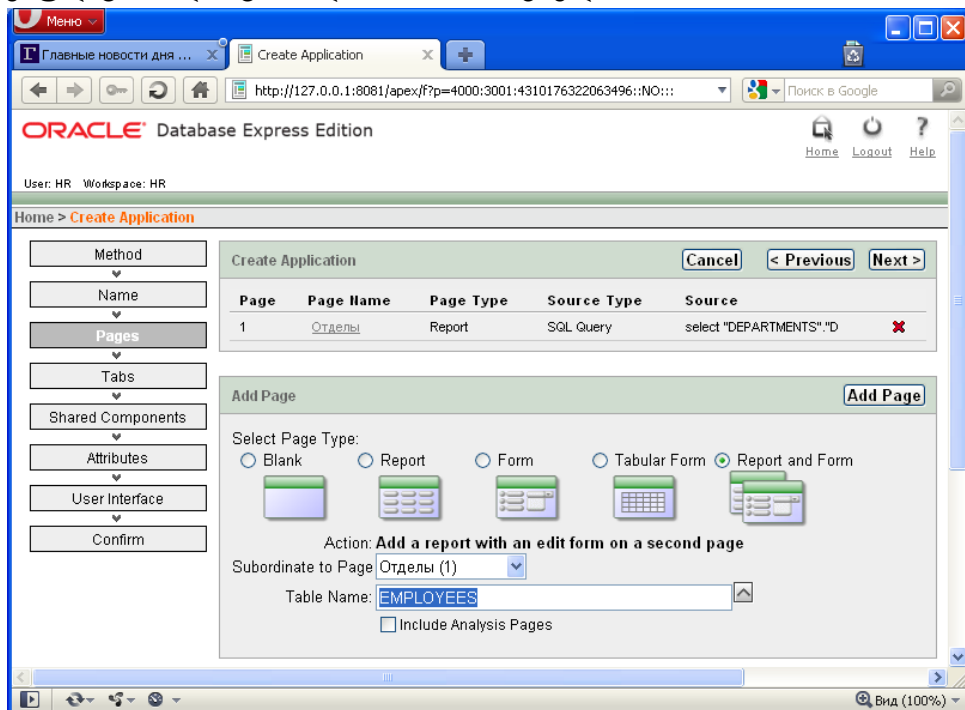 Меню
Главные новости дня ...
Create Application
http://127.0.0.1:8081/apex/f?p=4000:3001:4310176322063496::NO:::
Поиск в Google
ORACLE Database Express Edition
Home Logout Help
User: HR Workspace: HR
Home > Create Application
Method
Name
Pages
Tabs
Shared Components
Attributes
User Interface
Confirm
Create Application Cancel < Previous Next >
Page Page Name Page Type Source Type Source
1 Отделы Report SQL Query select "DEPARTMENTS"."D
Add Page Add Page
Select Page Type:
Blank Report Form Tabular Form Report and Form
Action: Add a report with an edit form on a second page
Subordinate to Page Отделы (1)
Table Name: EMPLOYEES
Include Analysis Pages
Вид (100%)